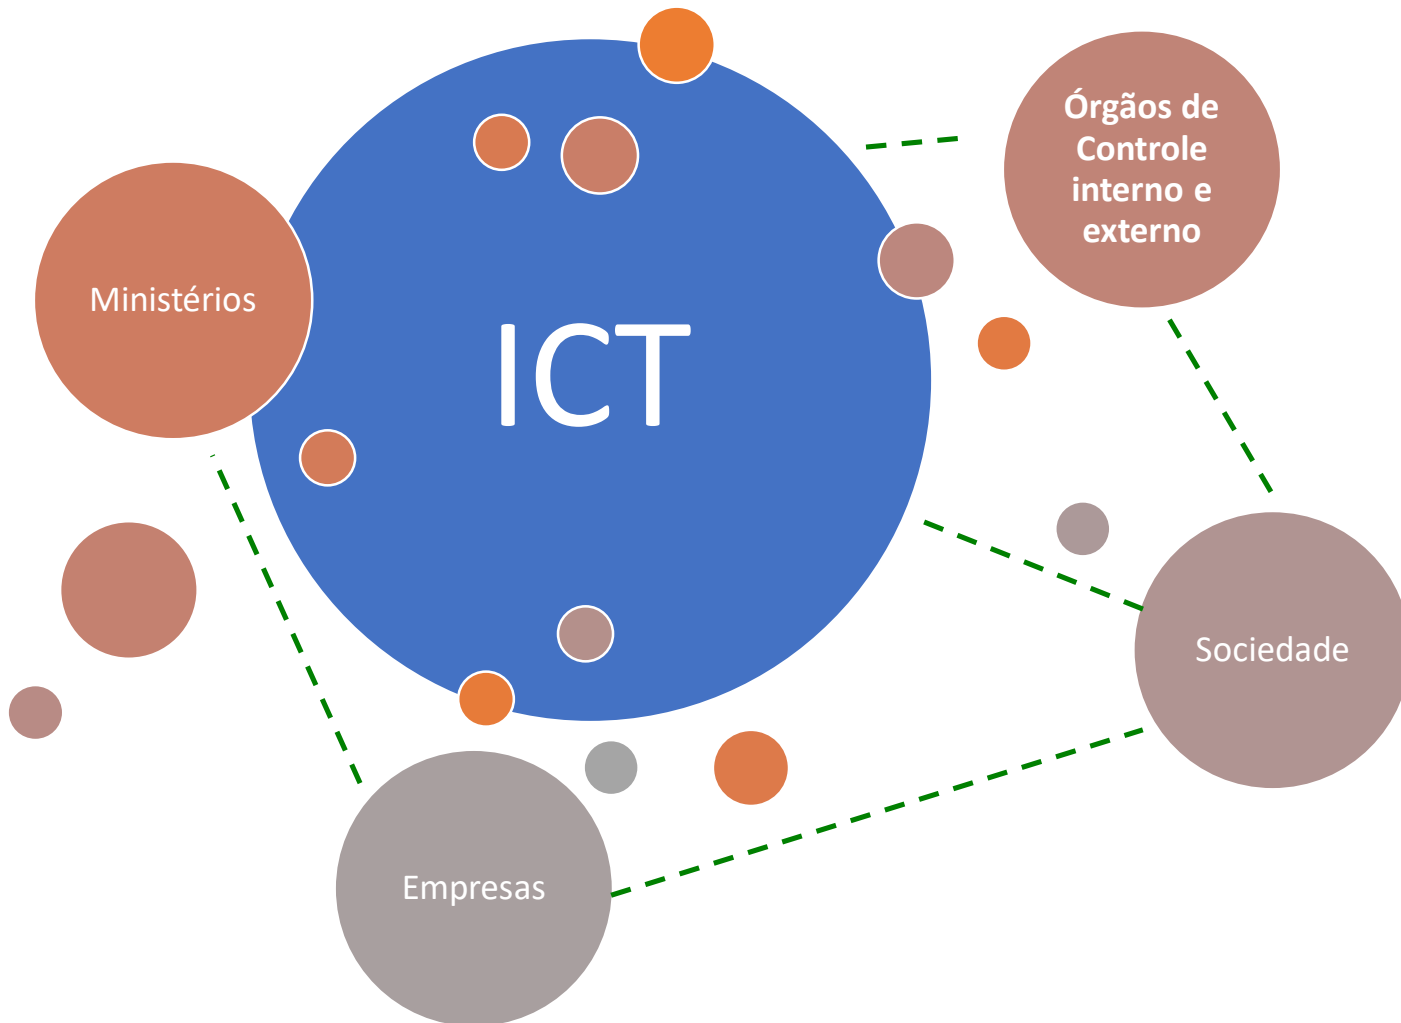 Órgãos de
Controle
interno e
externo
Ministérios
ICT
Sociedade
Empresas